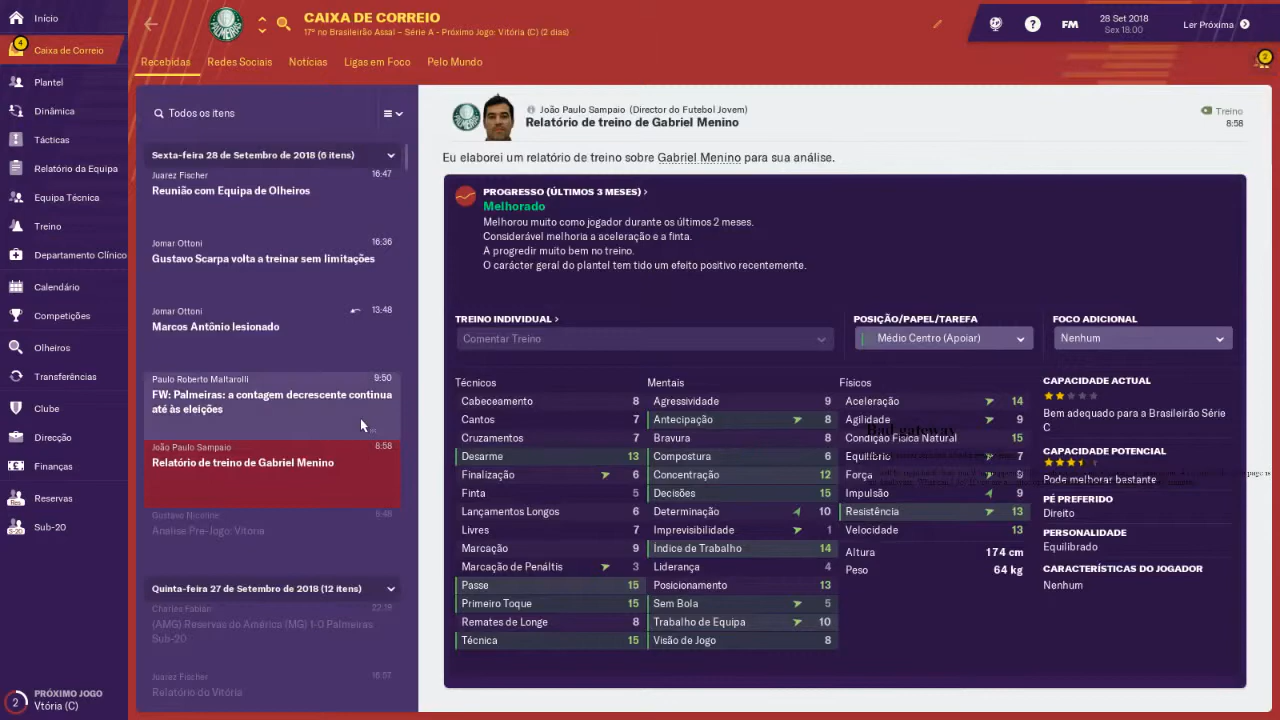 Início
4
Caixa de Correio
Plantel
Dinâmica
Tácticas
Relatório da Equipa
Equipa Técnica
Treino
Departamento Clínico
Calendário
Competições
Olheiros
Transferências
Clube
Direcção
Finanças
Reservas
Sub-20
2
PRÓXIMO JOGO
Vtória (C)
PALMEIRAS
CAIXA DE CORREIO
17º no Brasileirão Assaí – Série A - Próximo Jogo: Vitória (C) (2 dias)
?
FM
28 Set 2018
Sex 18:00
Ler Próxima
Recebidas
Redes Sociais
Notícias
Ligas em Foco
Pelo Mundo
2
Todos os itens
Sexta-feira 28 de Setembro de 2018 (6 itens)
Juarez Fischer
16:47
Reunião com Equipa de Olheiros
Jomar Ottoni
16:36
Gustavo Scarpa volta a treinar sem limitações
Jomar Ottoni
13:48
Marcos Antônio lesionado
Paulo Roberto Maltarolli
9:50
FW: Palmeiras: a contagem decrescente continua
até às eleições
João Paulo Sampaio
8:58
Relatório de treino de Gabriel Menino
Gustavo Nicoline
Análise Pré-Jogo: Vitória
Quinta-feira 27 de Setembro de 2018 (12 itens)
Charles Fabian
22:18
(AMG) Reservas do América (MG) 1-0 Palmeiras
Sub-20
Juarez Fischer
16:57
Relatório do Vitória
João Paulo Sampaio (Director do Futebol Jovem)
Relatório de treino de Gabriel Menino
Treino
8:58
Eu elaborei um relatório de treino sobre Gabriel Menino para sua análise.
PROGRESSO (ÚLTIMOS 3 MESES) ›
Melhorado
Melhorou muito como jogador durante os últimos 2 meses.
Considerável melhoria a aceleração e a finta.
A progredir muito bem no treino.
O carácter geral do plantel tem tido um efeito positivo recentemente.
TREINO INDIVIDUAL ›
Comentar Treino
POSIÇÃO/PAPEL/TAREFA
Médio Centro (Apoiar)
FOCO ADICIONAL
Nenhum
Técnicos
Cabeceamento 8
Cantos 7
Cruzamentos 7
Desarme 13
Finalização 6
Finta 5
Lançamentos Longos 6
Livres 7
Marcação 9
Marcação de Penáltis 3
Passe 15
Primeiro Toque 15
Remates de Longe 8
Técnica 15
Mentais
Agressividade 9
Antecipação 8
Bravura 8
Compostura 6
Concentração 12
Decisões 15
Determinação 10
Imprevisibilidade 1
Índice de Trabalho 14
Liderança 4
Posicionamento 13
Sem Bola 5
Trabalho de Equipa 10
Visão de Jogo 8
Físicos
Aceleração 14
Agilidade 9
Condição Física Natural 15
Equilíbrio 7
Força 9
Impulsão 9
Resistência 13
Velocidade 13
Altura 174 cm
Peso 64 kg
Bad gateway
CAPACIDADE ACTUAL
Bem adequado para a Brasileirão Série
C
CAPACIDADE POTENCIAL
Pode melhorar bastante
PÉ PREFERIDO
Direito
PERSONALIDADE
Equilibrado
CARACTERÍSTICAS DO JOGADOR
Nenhum